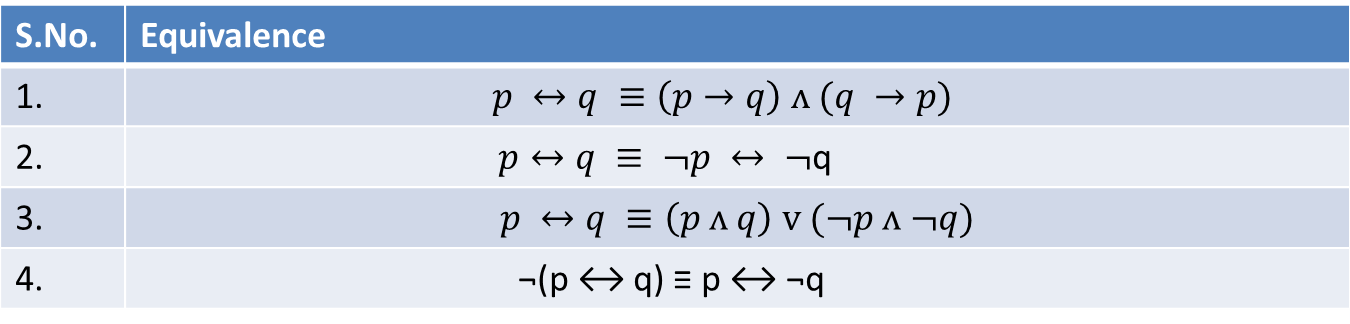 S.No. Equivalence
1. p ↔ q ≡ (p → q) ∧ (q → p)
2. p ↔ q ≡ ¬p ↔ ¬q
3. p ↔ q ≡ (p ∧ q) v (¬p ∧ ¬q)
4. ¬(p ↔ q) ≡ p ↔ ¬q